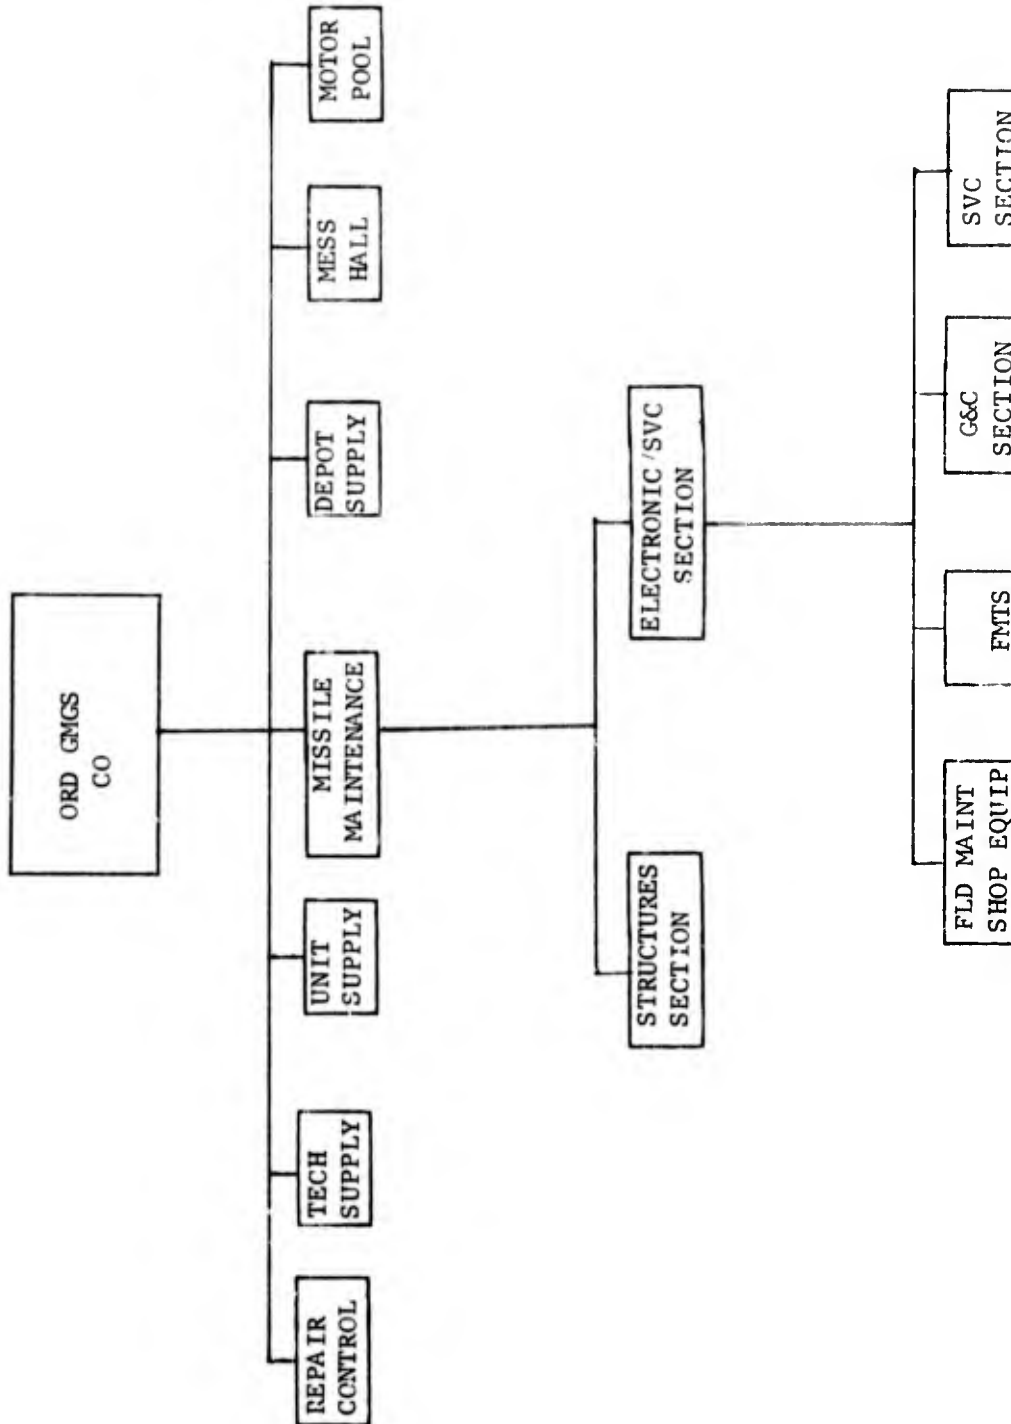 ORD GMGS
CO
REPAIR
CONTROL
TECH
SUPPLY
UNIT
SUPPLY
MISSILE
MAINTENANCE
DEPOT
SUPPLY
MESS
HALL
MOTOR
POOL
STRUCTURES
SECTION
ELECTRONIC/SVC
SECTION
FLD MAINT
SHOP EQUIP
FMTS
G&C
SECTION
SVC
SECTION